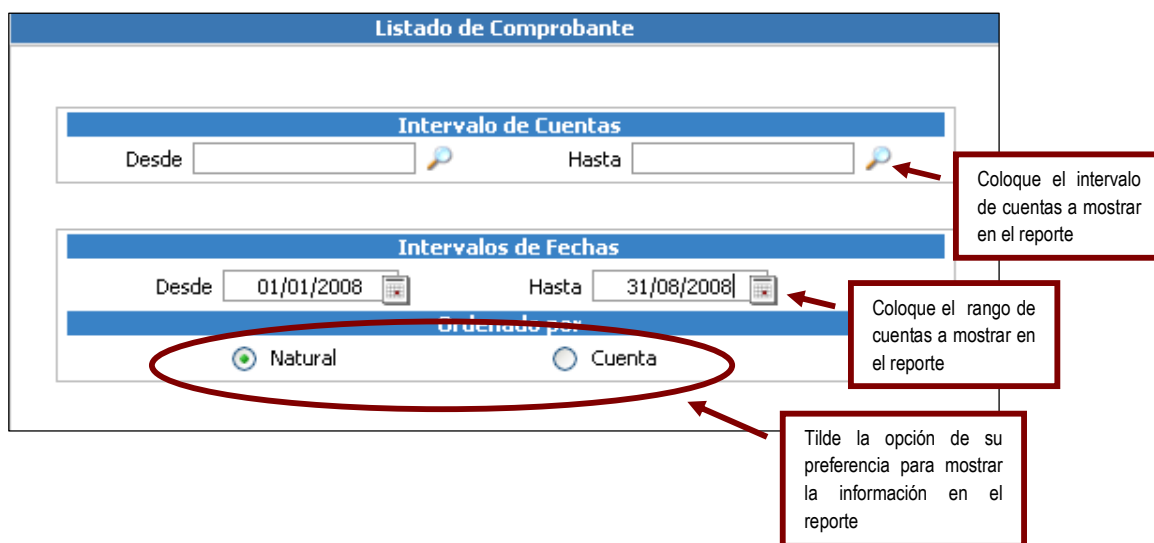 Listado de Comprobante
Intervalo de Cuentas
Desde
Hasta
Coloque el intervalo
de cuentas a mostrar
en el reporte
Intervalos de Fechas
Desde 01/01/2008
Hasta 31/08/2008
Coloque el rango de
cuentas a mostrar en
el reporte
Ordenado por
Natural
Cuenta
Tilde la opción de su
preferencia para mostrar
la información en el
reporte